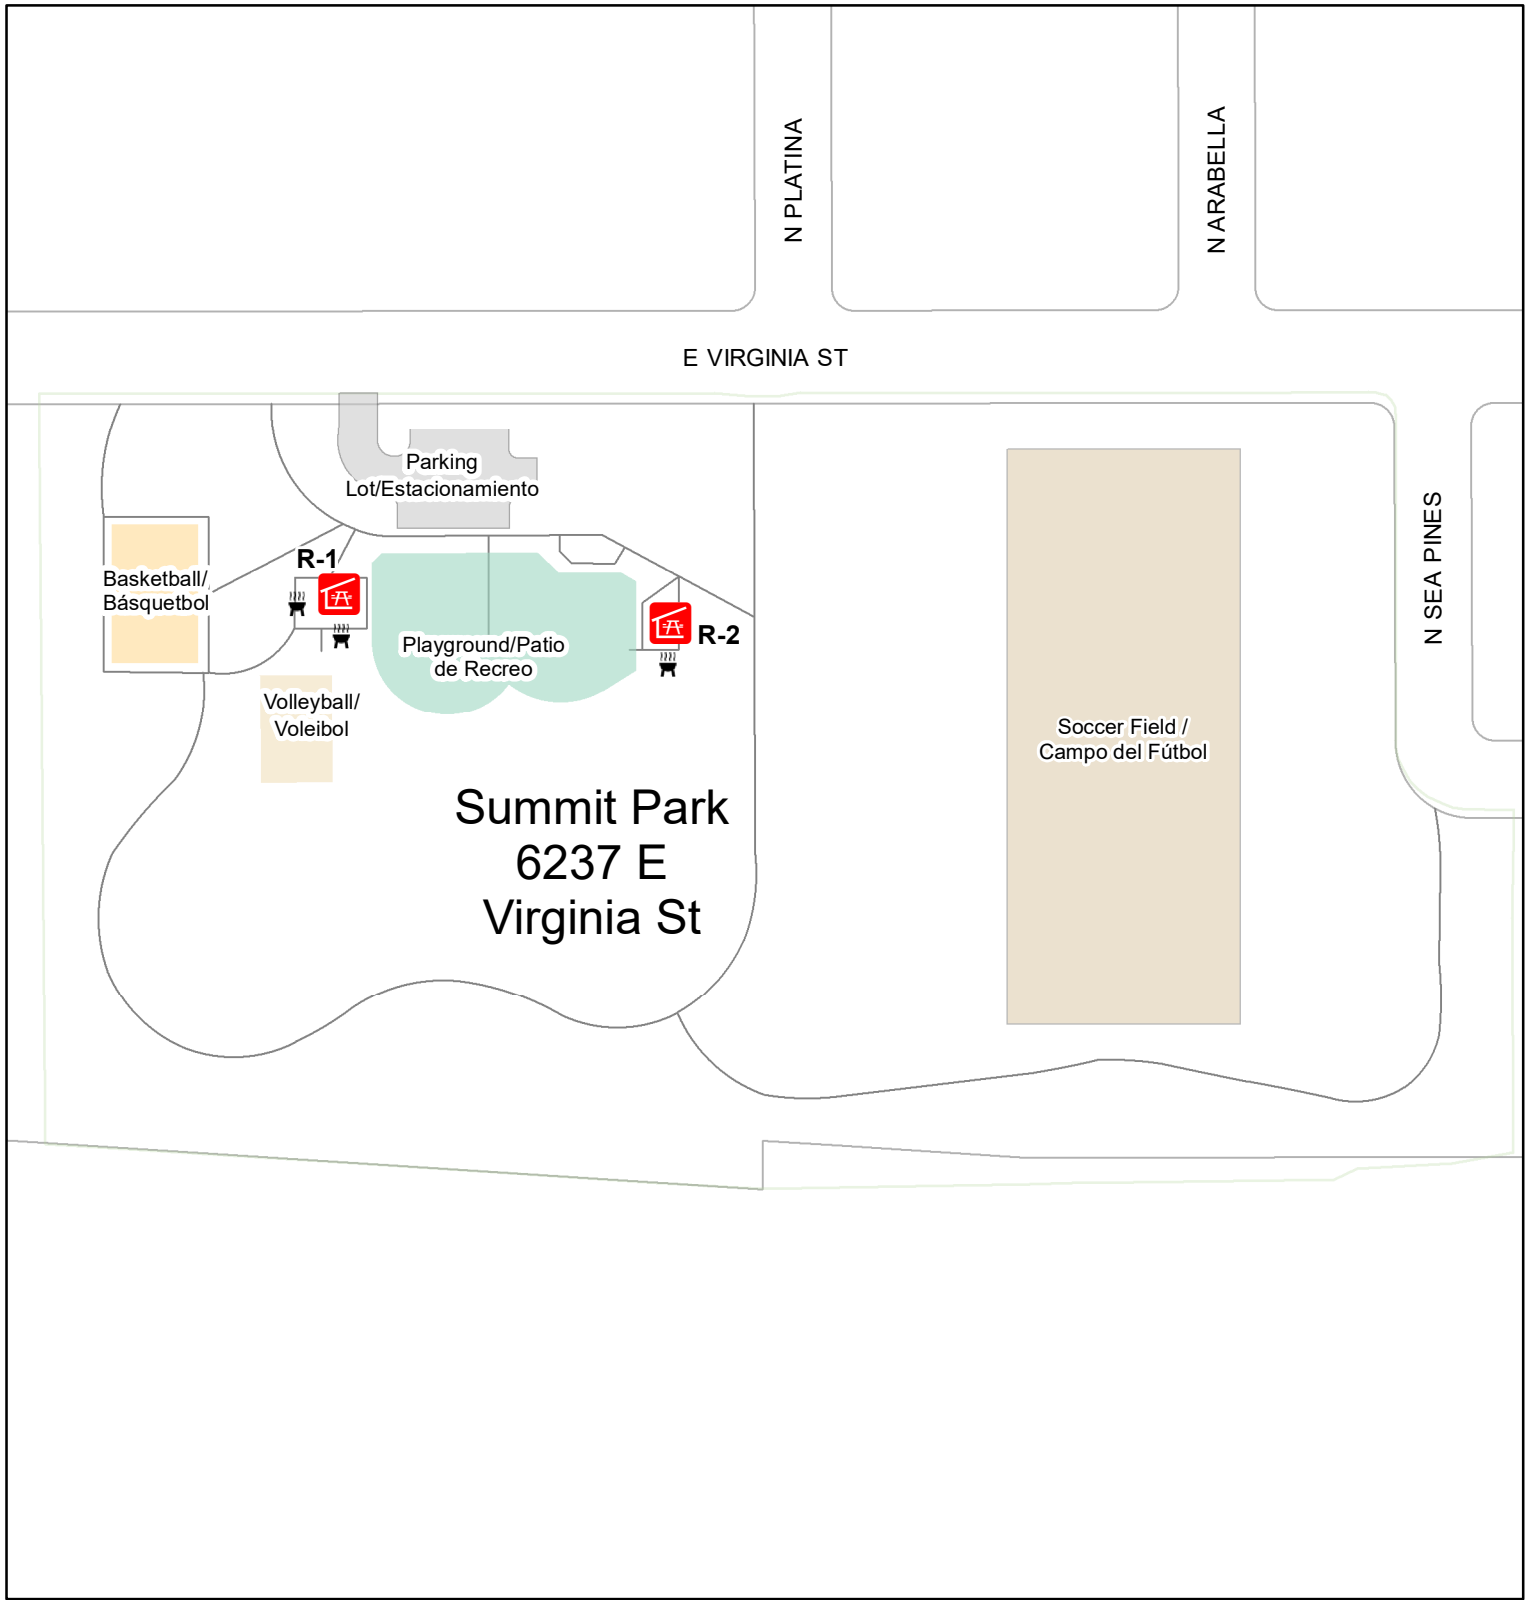 N PLATINA
N ARABELLA
E VIRGINIA ST
Parking
Lot/Estacionamiento
N SEA PINES
R-1
Basketball/
Básquetbol
R-2
Playground/Patio
de Recreo
Volleyball/
Voleibol
Soccer Field /
Campo del Fútbol
Summit Park
6237 E
Virginia St